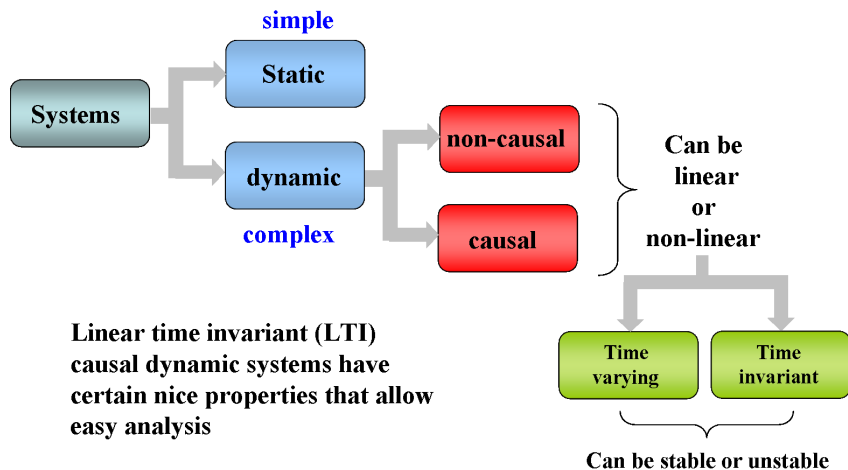 simple
Systems
Static
dynamic
complex
non-causal
causal
Can be
linear
or
non-linear
Time
varying
Time
invariant
Can be stable or unstable
Linear time invariant (LTI)
causal dynamic systems have
certain nice properties that allow
easy analysis